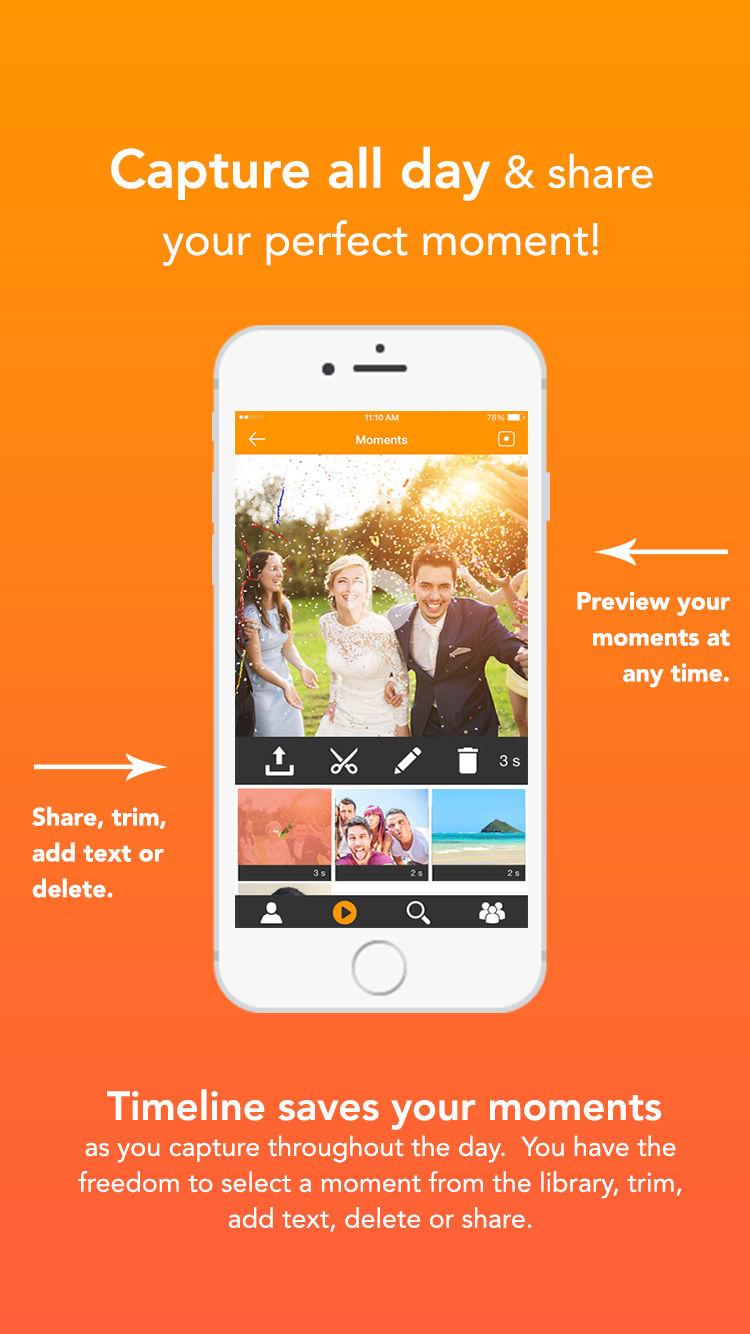 Capture all day & share
your perfect moment!
11:10 AM
78%
Moments
Preview your
moments at
any time.
3 s
Share, trim,
add text or
delete.
3 s
2 s
2 s
Timeline saves your moments
as you capture throughout the day.  You have the
freedom to select a moment from the library, trim,
add text, delete or share.